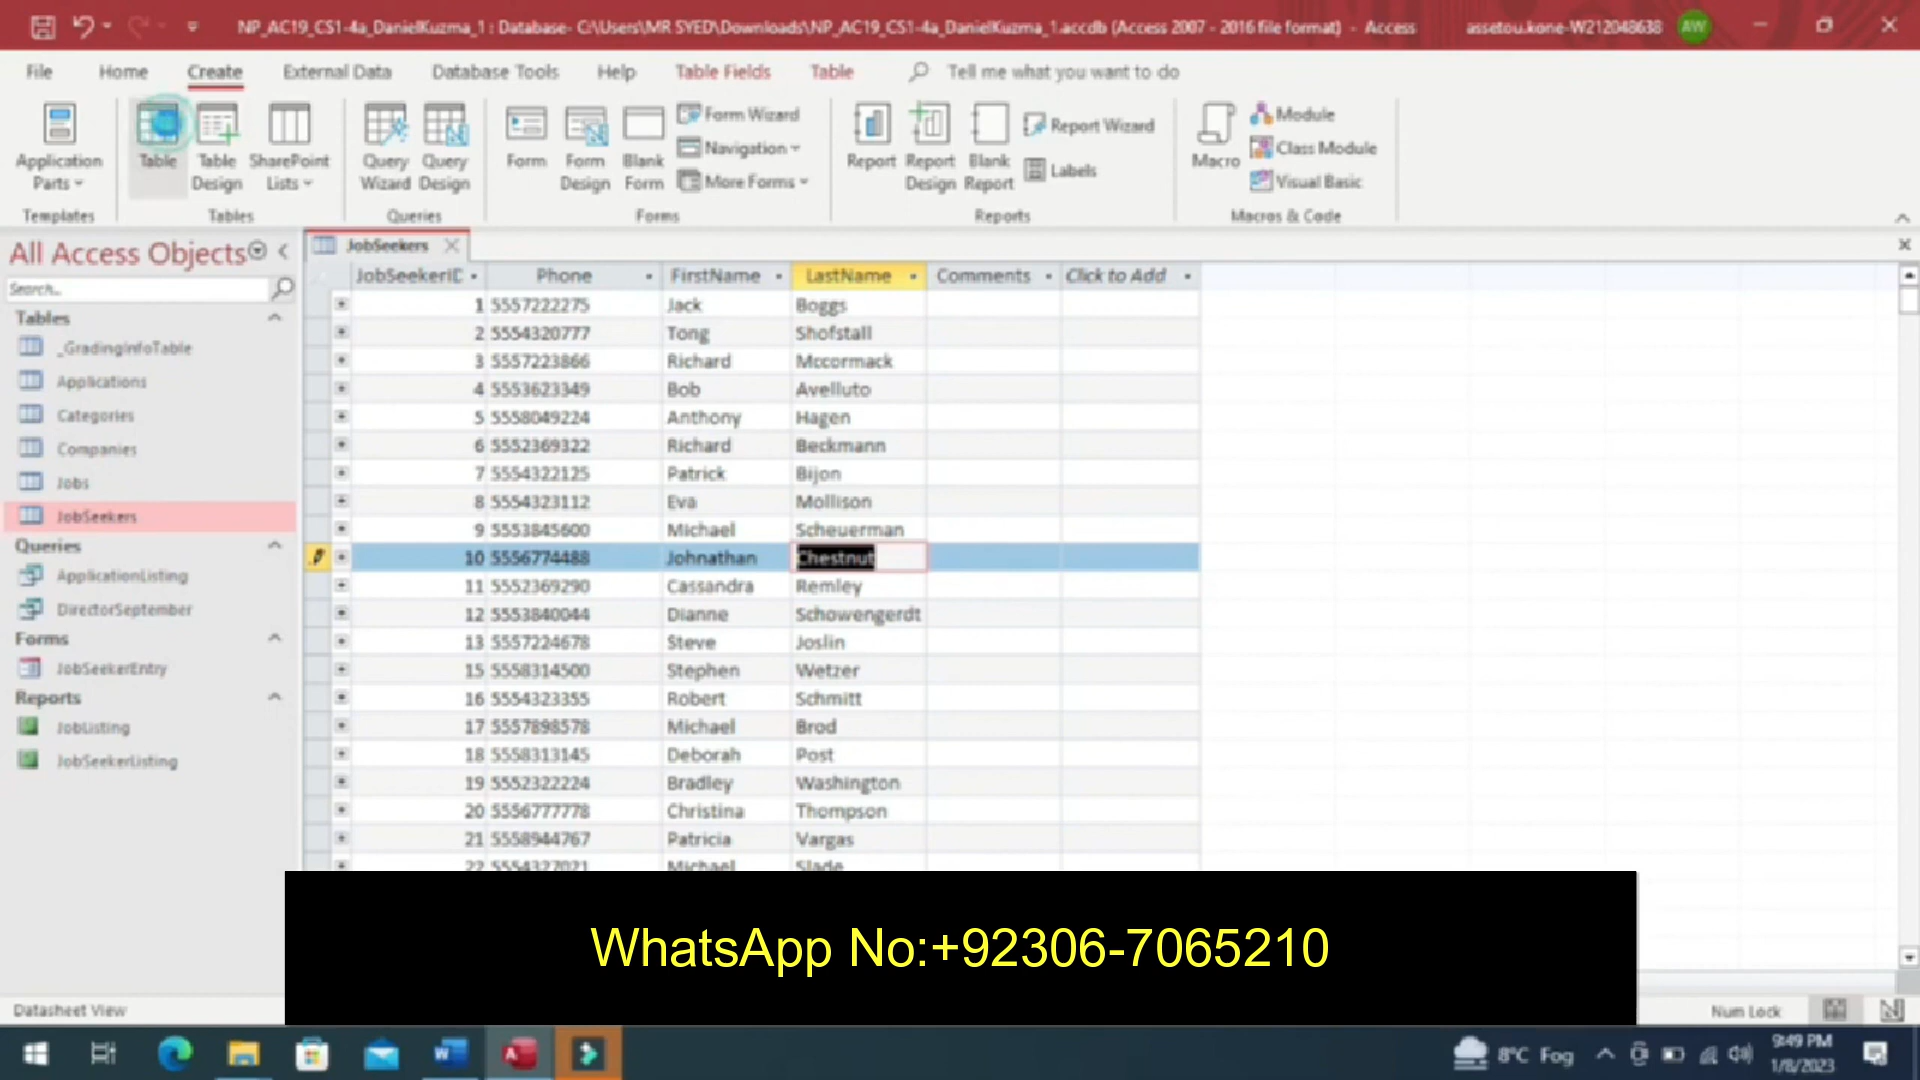 NP_AC19_CS1-4a_DanielKuzma_1 : Database- C:\Users\MR SYED\Downloads\NP_AC19_CS1-4a_DanielKuzma_1.accdb (Access 2007 - 2016 file format) - Access
assetou.kone-W212048638
AW
File Home Create External Data Database Tools Help Table Fields Table Tell me what you want to do
Application Parts
Table
Table Design
SharePoint Lists
Query Wizard
Query Design
Form
Form Design
Blank Form
Form Wizard
Navigation
More Forms
Report
Report Design
Blank Report
Report Wizard
Labels
Macro
Module
Class Module
Visual Basic
Templates Tables Queries Forms Reports Macros & Code
All Access Objects
Search...
Tables
_GradingInfoTable
Applications
Categories
Companies
Jobs
JobSeekers
Queries
ApplicationListing
DirectorSeptember
Forms
JobSeekerEntry
Reports
JobListing
JobSeekerListing
JobSeekers
JobSeekerID Phone FirstName LastName Comments Click to Add
1 5557222275 Jack Boggs
2 5554320777 Tong Shofstall
3 5557223866 Richard Mccormack
4 5553623349 Bob Avelluto
5 5558049224 Anthony Hagen
6 5552369322 Richard Beckmann
7 5554322125 Patrick Bijon
8 5554323112 Eva Mollison
9 5553845600 Michael Scheuerman
10 5556774488 Johnathan Chestnut
11 5552369290 Cassandra Remley
12 5553840044 Dianne Schowengerdt
13 5557224678 Steve Joslin
15 5558314500 Stephen Wetzer
16 5554323355 Robert Schmitt
17 5557898578 Michael Brod
18 5558313145 Deborah Post
19 5552322224 Bradley Washington
20 5556777778 Christina Thompson
21 5558944767 Patricia Vargas
22 5554327021 Michael Slade
WhatsApp No:+92306-7065210
Datasheet View
Num Lock
8°C Fog
9:49 PM
1/8/2023